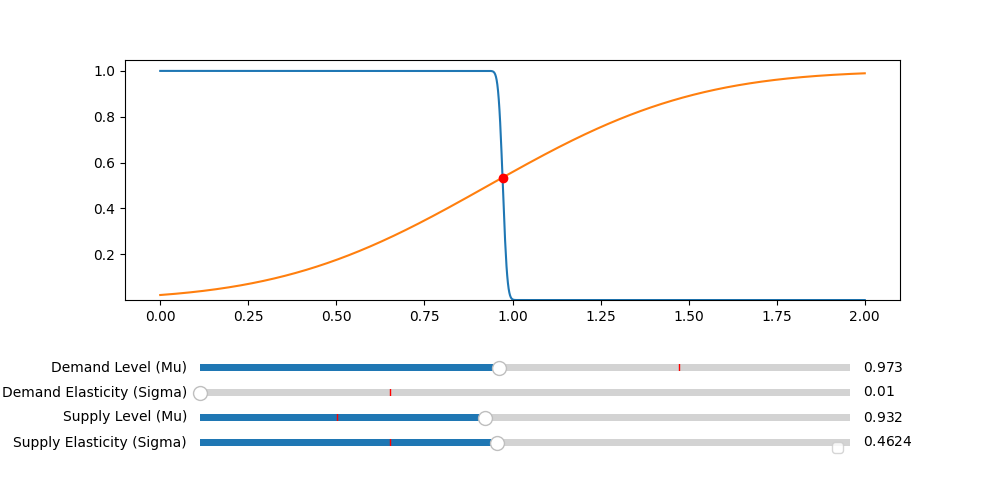 1.0
0.8
0.6
0.4
0.2
0.00 0.25 0.50 0.75 1.00 1.25 1.50 1.75 2.00
Demand Level (Mu) 0.973
Demand Elasticity (Sigma) 0.01
Supply Level (Mu) 0.932
Supply Elasticity (Sigma) 0.4624